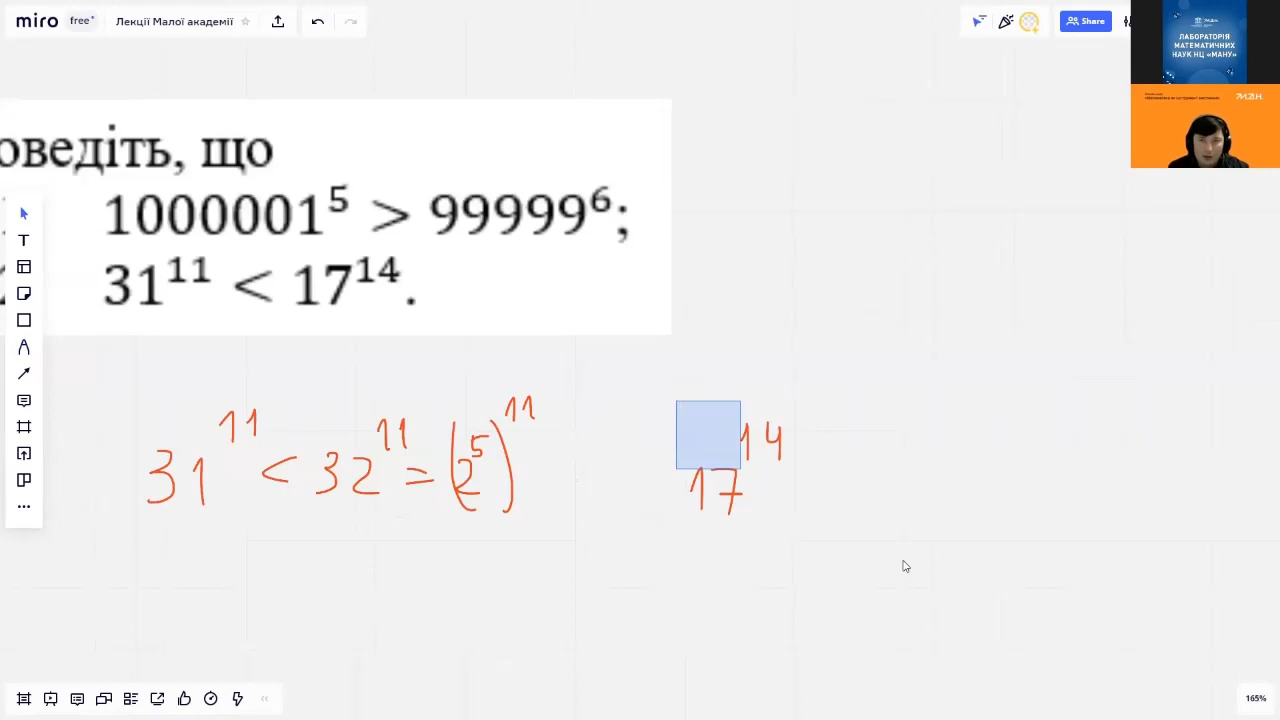 miro free* Лекції Малої академії Share
ЛАБОРАТОРІЯ
МАТЕМАТИЧНИХ
НАУК НЦ «МАНУ»
оведіть, що
1000001⁵ > 99999⁶;
31¹¹ < 17¹⁴.
31¹¹ < 32¹¹ = (2⁵)¹¹ 17¹⁴
165%